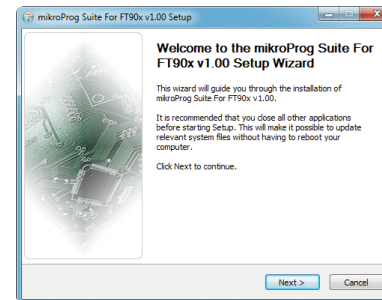 mikroProg Suite For FT90x v1.00 Setup
Welcome to the mikroProg Suite For
FT90x v1.00 Setup Wizard
This wizard will guide you through the installation of
mikroProg Suite For FT90x v1.00.
It is recommended that you close all other applications
before starting Setup. This will make it possible to update
relevant system files without having to reboot your
computer.
Click Next to continue.
Next >
Cancel